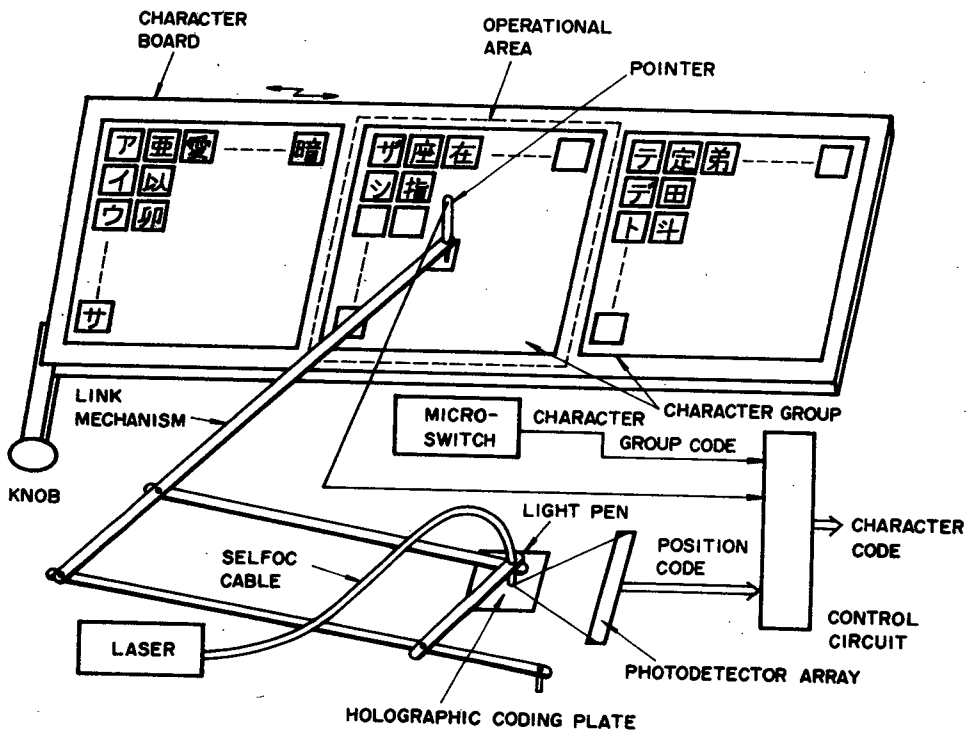 CHARACTER
BOARD
OPERATIONAL
AREA
POINTER
ア 亜 愛 暗
イ 以
ウ 卯
サ
ザ 座 在
シ 指
テ 定 弟
デ 田
ト 斗
LINK
MECHANISM
KNOB
MICRO-
SWITCH
CHARACTER
GROUP CODE
CHARACTER GROUP
LIGHT PEN
SELFOC
CABLE
POSITION
CODE
CHARACTER
CODE
LASER
CONTROL
CIRCUIT
PHOTODETECTOR ARRAY
HOLOGRAPHIC CODING PLATE